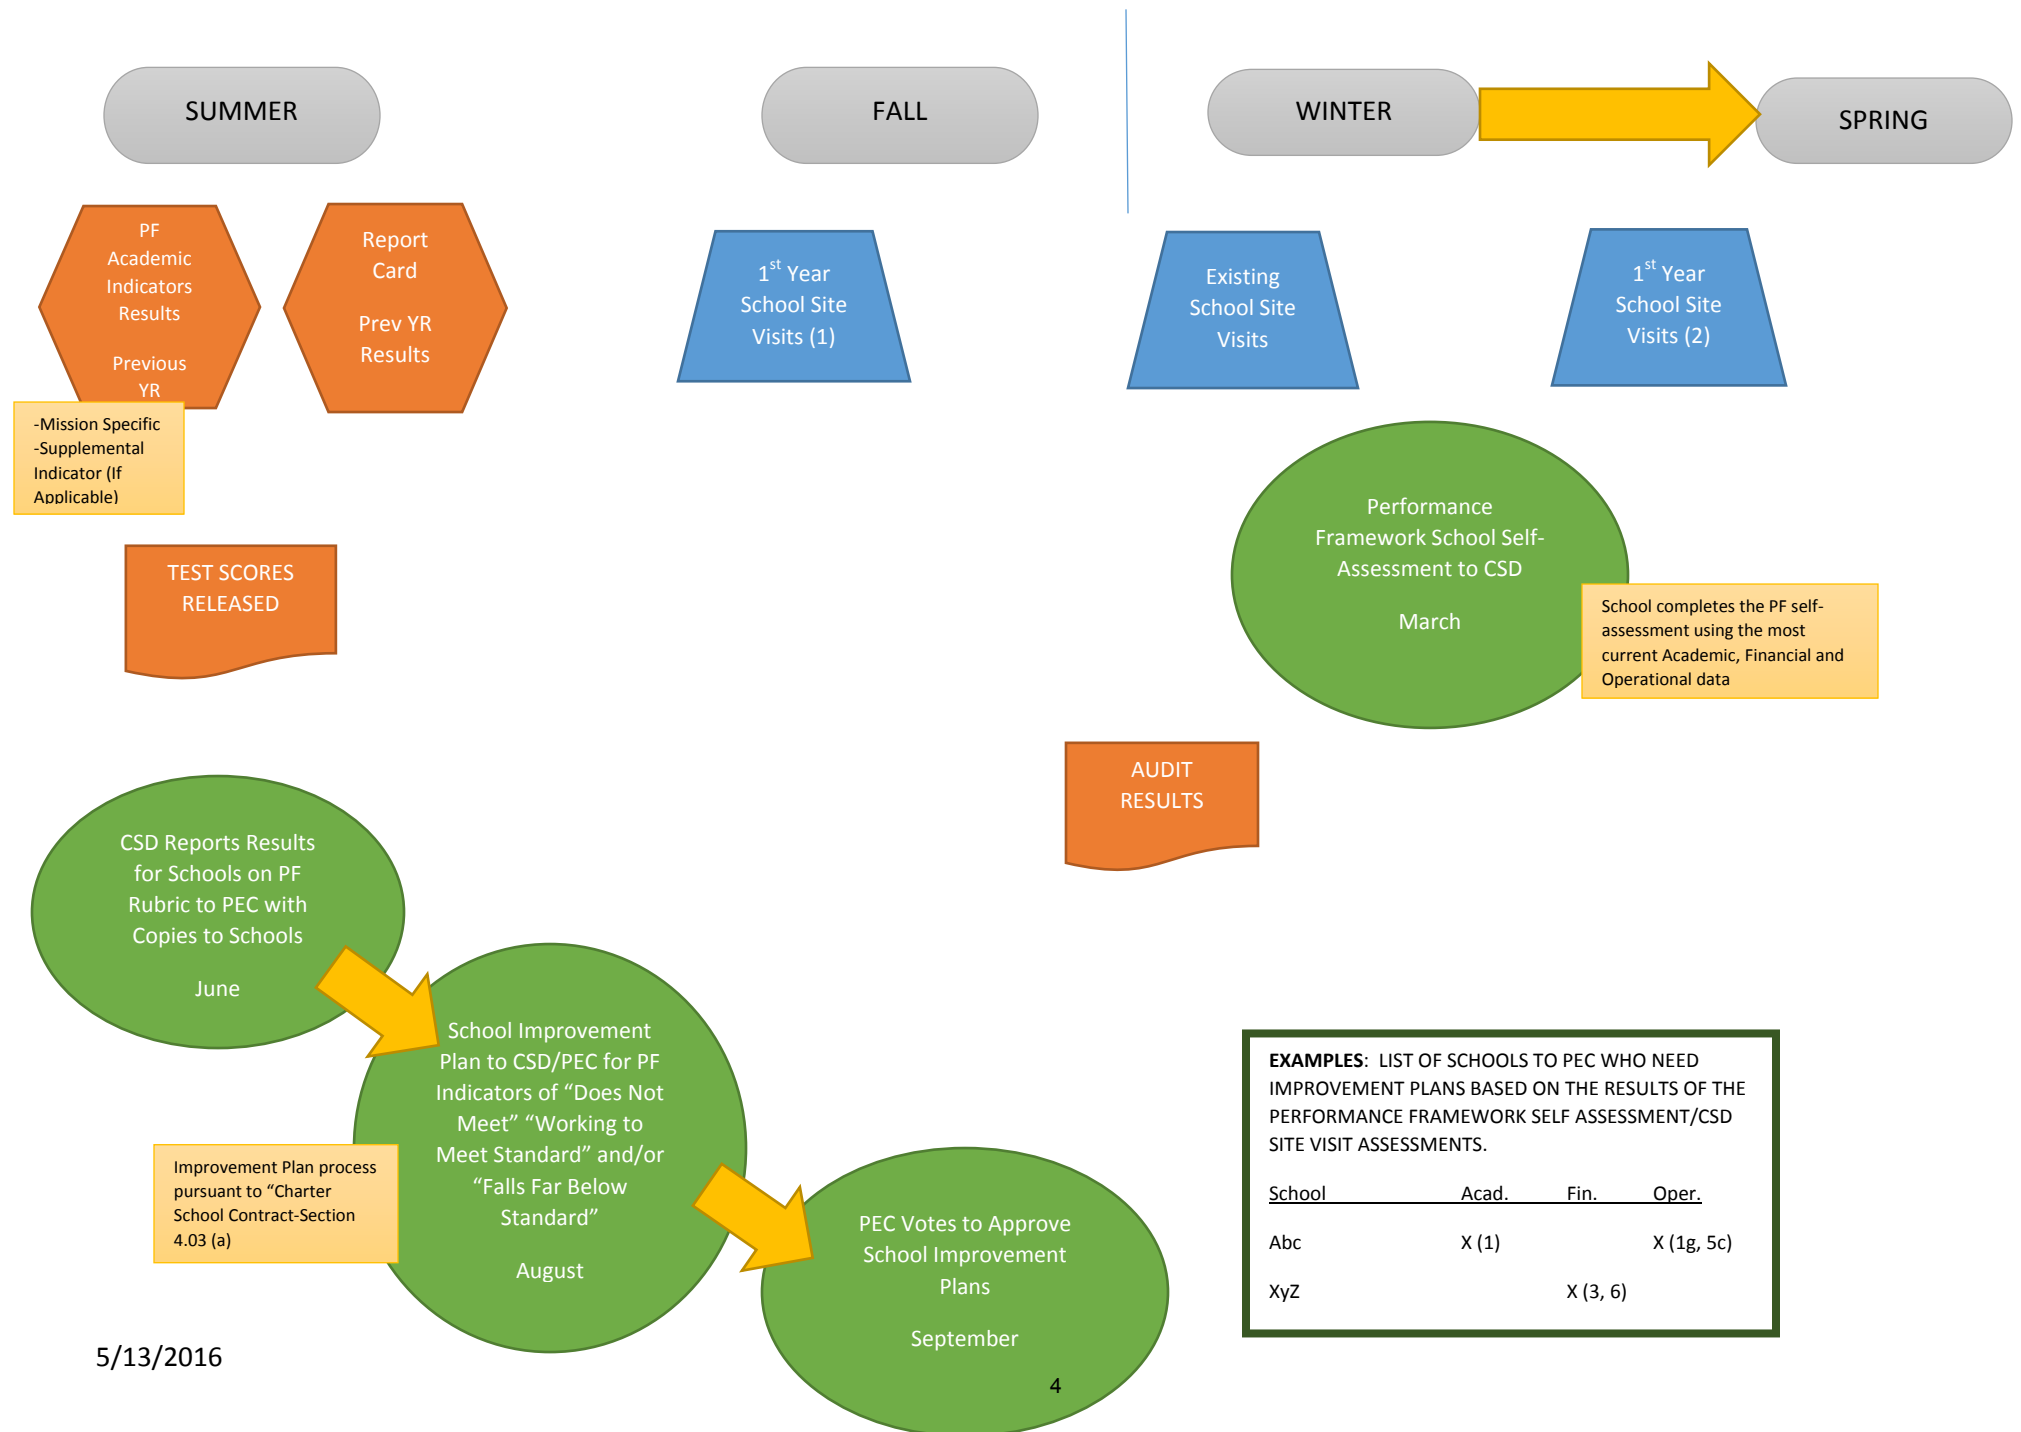 SUMMER
FALL
WINTER
SPRING
PF
Academic
Indicators
Results
Previous
YR
Report
Card
Prev YR
Results
1st Year
School Site
Visits (1)
Existing
School Site
Visits
1st Year
School Site
Visits (2)
-Mission Specific
-Supplemental
Indicator (If
Applicable)
TEST SCORES
RELEASED
Performance
Framework School Self-
Assessment to CSD
March
School completes the PF self-
assessment using the most
current Academic, Financial and
Operational data
AUDIT
RESULTS
CSD Reports Results
for Schools on PF
Rubric to PEC with
Copies to Schools
June
School Improvement
Plan to CSD/PEC for PF
Indicators of “Does Not
Meet” “Working to
Meet Standard” and/or
“Falls Far Below
Standard”
August
Improvement Plan process
pursuant to “Charter
School Contract-Section
4.03 (a)
PEC Votes to Approve
School Improvement
Plans
September
EXAMPLES: LIST OF SCHOOLS TO PEC WHO NEED
IMPROVEMENT PLANS BASED ON THE RESULTS OF THE
PERFORMANCE FRAMEWORK SELF ASSESSMENT/CSD
SITE VISIT ASSESSMENTS.
School Acad. Fin. Oper.
Abc X (1) X (1g, 5c)
XyZ X (3, 6)
5/13/2016
4